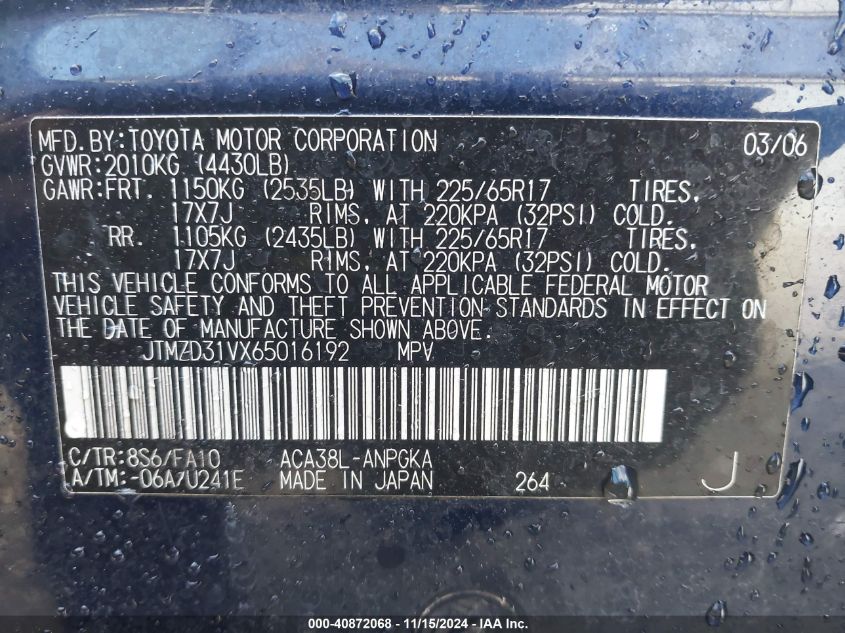 MFD.BY:TOYOTA MOTOR CORPORATION 03/06
GVWR:2010KG (4430LB)
GAWR:FRT. 1150KG (2535LB) WITH 225/65R17 TIRES,
17X7J RIMS, AT 220KPA (32PSI) COLD.
RR. 1105KG (2435LB) WITH 225/65R17 TIRES,
17X7J RIMS, AT 220KPA (32PSI) COLD.
THIS VEHICLE CONFORMS TO ALL APPLICABLE FEDERAL MOTOR
VEHICLE SAFETY AND THEFT PREVENTION STANDARDS IN EFFECT ON
THE DATE OF MANUFACTURE SHOWN ABOVE.
JTMZD31VX65016192 MPV
C/TR:8S6/FA10 ACA38L-ANPGKA
A/TM:-06A/U241E MADE IN JAPAN 264 J
000-40872068 - 11/15/2024 - IAA Inc.